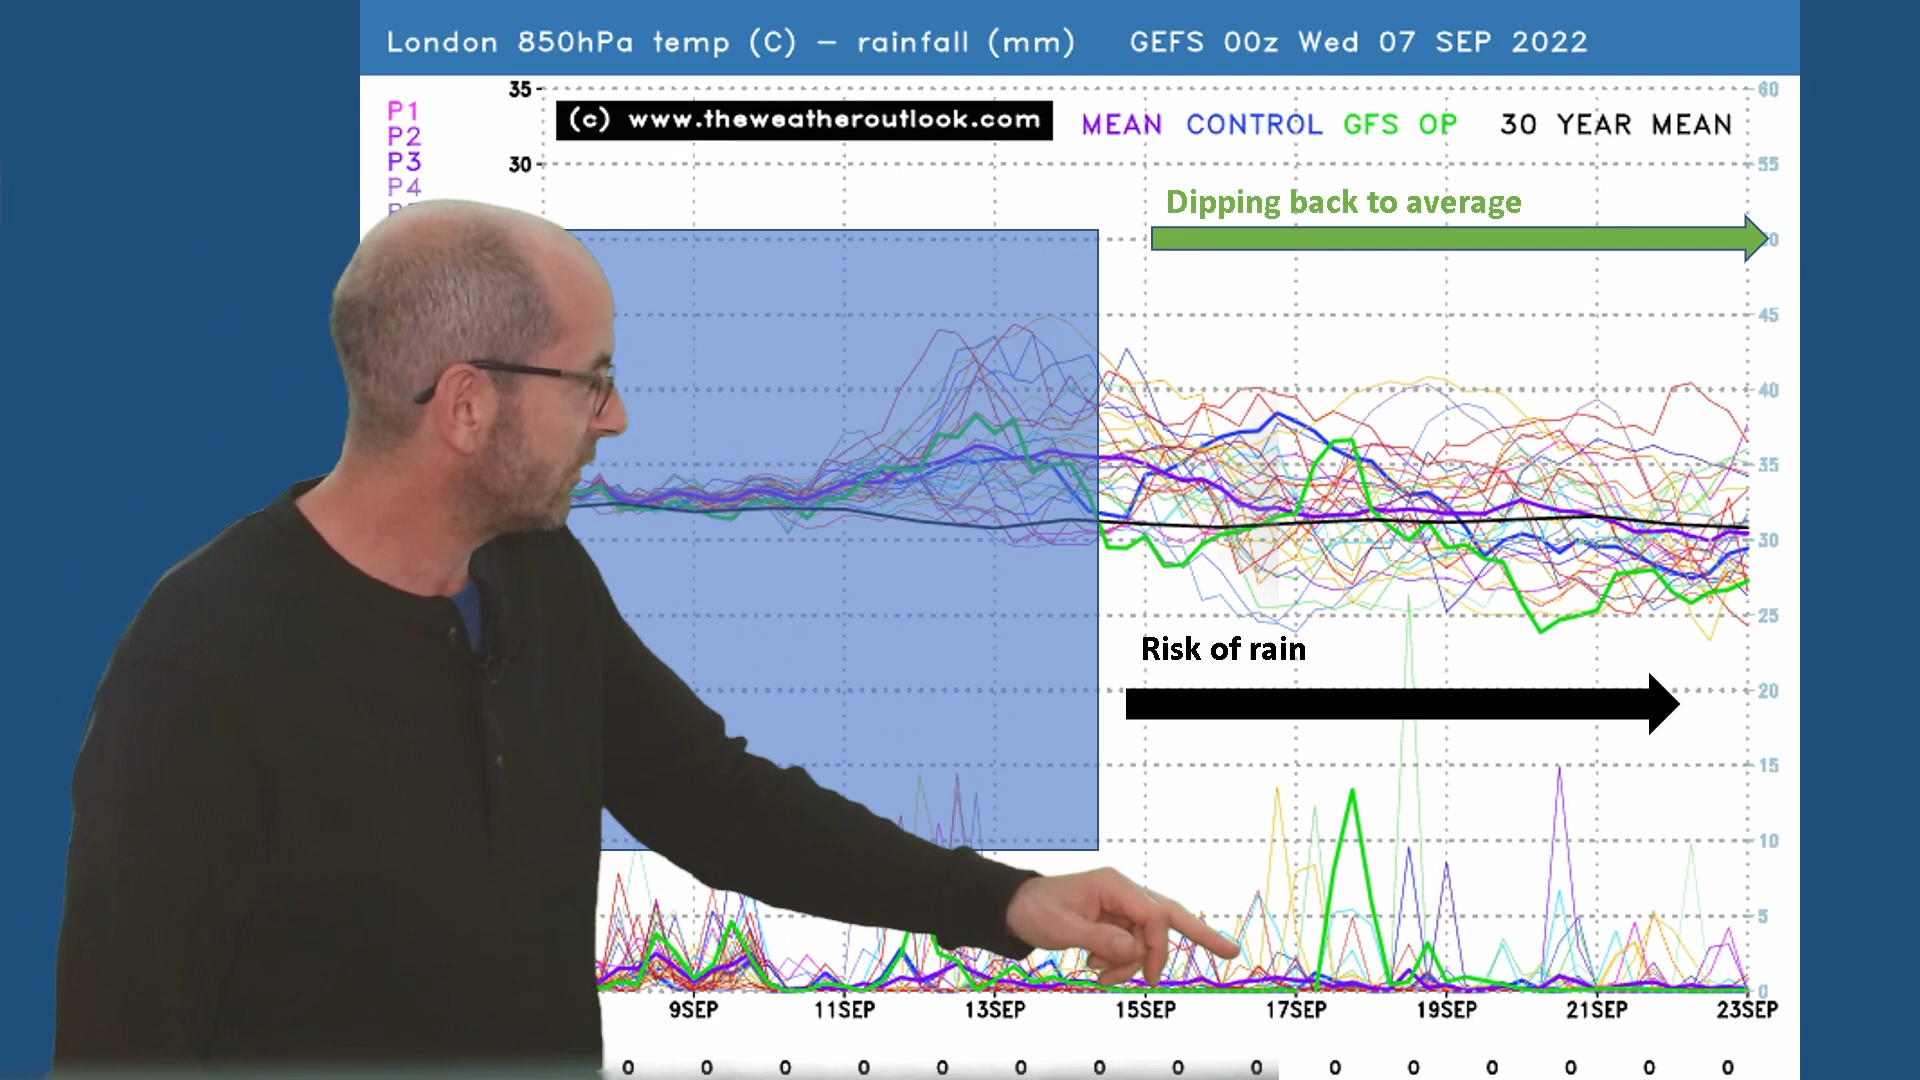 London 850hPa temp (C) – rainfall (mm) GEFS 00z Wed 07 SEP 2022
35 60
(c) www.theweatheroutlook.com MEAN CONTROL GFS OP 30 YEAR MEAN
P1
P2
P3
P4
30 55
Dipping back to average
45
40
35
30
25
Risk of rain
20
15
10
5
0
9SEP 11SEP 13SEP 15SEP 17SEP 19SEP 21SEP 23SEP
0 0 0 0 0 0 0 0 0 0 0 0 0 0 0